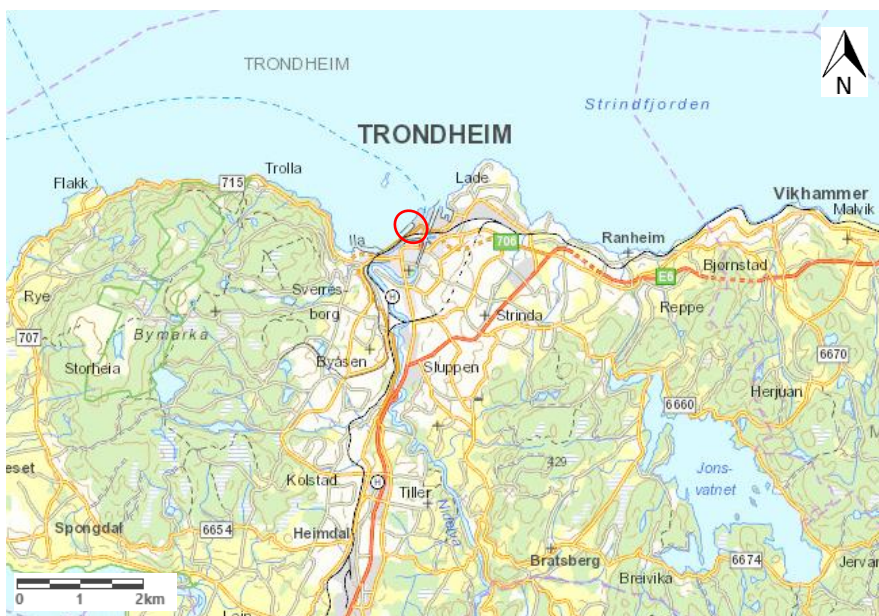 TRONDHEIM
N
Strindfjorden
TRONDHEIM
Flakk
715
Trolla
Lade
Vikhammer
Malvik
Ila
706
Ranheim
Bjørnstad
E6
Rye
Sverres-
borg
H
Strinda
Reppe
707
Bymarka
Storheia
Byåsen
Sluppen
6670
Herjuan
6660
429
Jons-
vatnet
Kolstad
H
Tiller
Nidelva
Spongdal
6654
Heimdal
Bratsberg
6674
Jervan
Breivika
0 1 2km